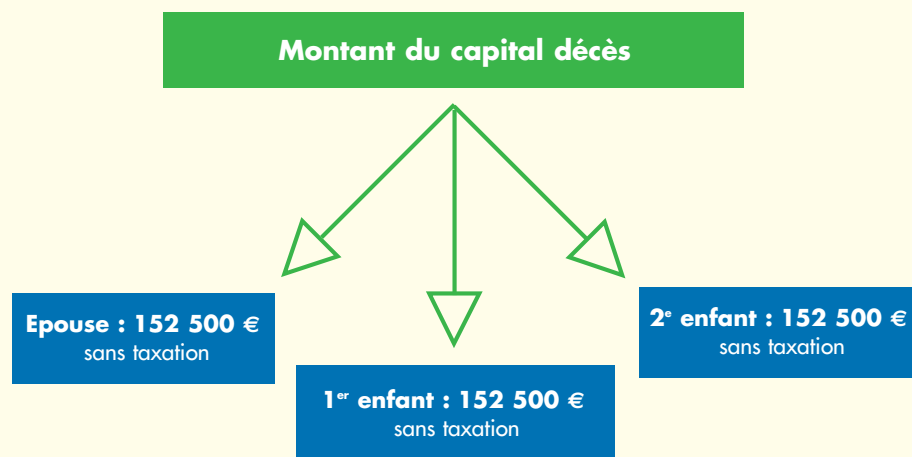 Montant du capital décès
Epouse : 152 500 €
sans taxation
1er enfant : 152 500 €
sans taxation
2e enfant : 152 500 €
sans taxation